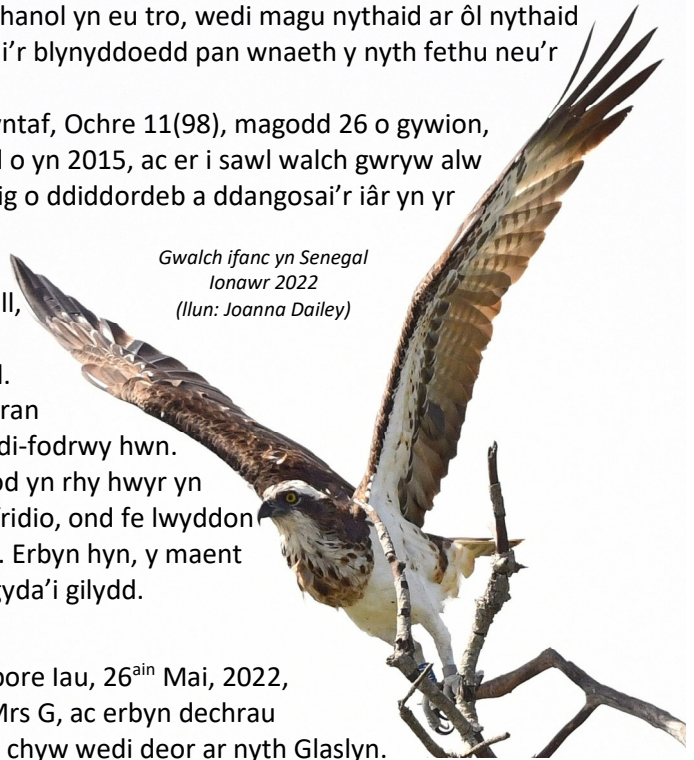 hanol yn eu tro, wedi magu nythaid ar ôl nythaid
i'r blynyddoedd pan wnaeth y nyth fethu neu'r
ntaf, Ochre 11(98), magodd 26 o gywion,
o yn 2015, ac er i sawl walch gwryw alw
ig o ddiddordeb a ddangosai'r iâr yn yr
Gwalch ifanc yn Senegal
Ionawr 2022
(llun: Joanna Dailey)
ll,
l.
ran
di-fodrwy hwn.
od yn rhy hwyr yn
ridio, ond fe lwyddon
. Erbyn hyn, y maent
gyda'i gilydd.
bore Iau, 26ain Mai, 2022,
Mrs G, ac erbyn dechrau
chyw wedi deor ar nyth Glaslyn.